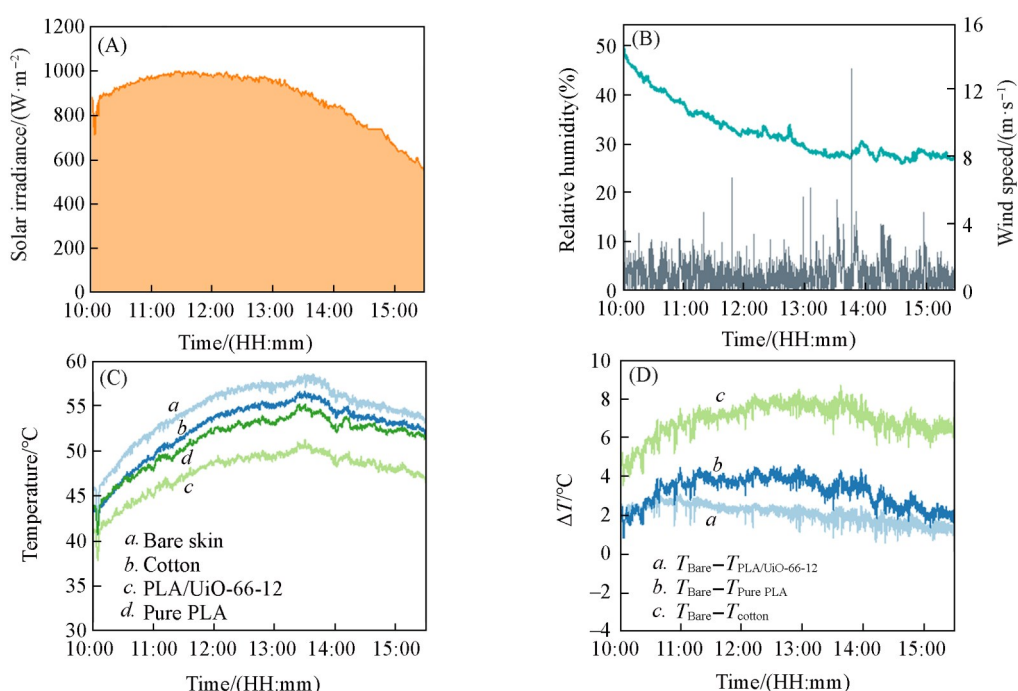 (A)
1200
1000
800
600
400
200
0
Solar irradiance/(W·m⁻²)
10:00 11:00 12:00 13:00 14:00 15:00
Time/(HH:mm)
(B)
50
40
30
20
10
0
Relative humidity(%)
16
12
8
4
0
Wind speed/(m·s⁻¹)
10:00 11:00 12:00 13:00 14:00 15:00
Time/(HH:mm)
(C)
60
55
50
45
40
35
30
Temperature/°C
a
b
d
c
a. Bare skin
b. Cotton
c. PLA/UiO-66-12
d. Pure PLA
10:00 11:00 12:00 13:00 14:00 15:00
Time/(HH:mm)
(D)
10
8
6
4
2
0
−2
−4
ΔT/°C
c
b
a
a. T_Bare−T_PLA/UiO-66-12
b. T_Bare−T_Pure PLA
c. T_Bare−T_cotton
10:00 11:00 12:00 13:00 14:00 15:00
Time/(HH:mm)